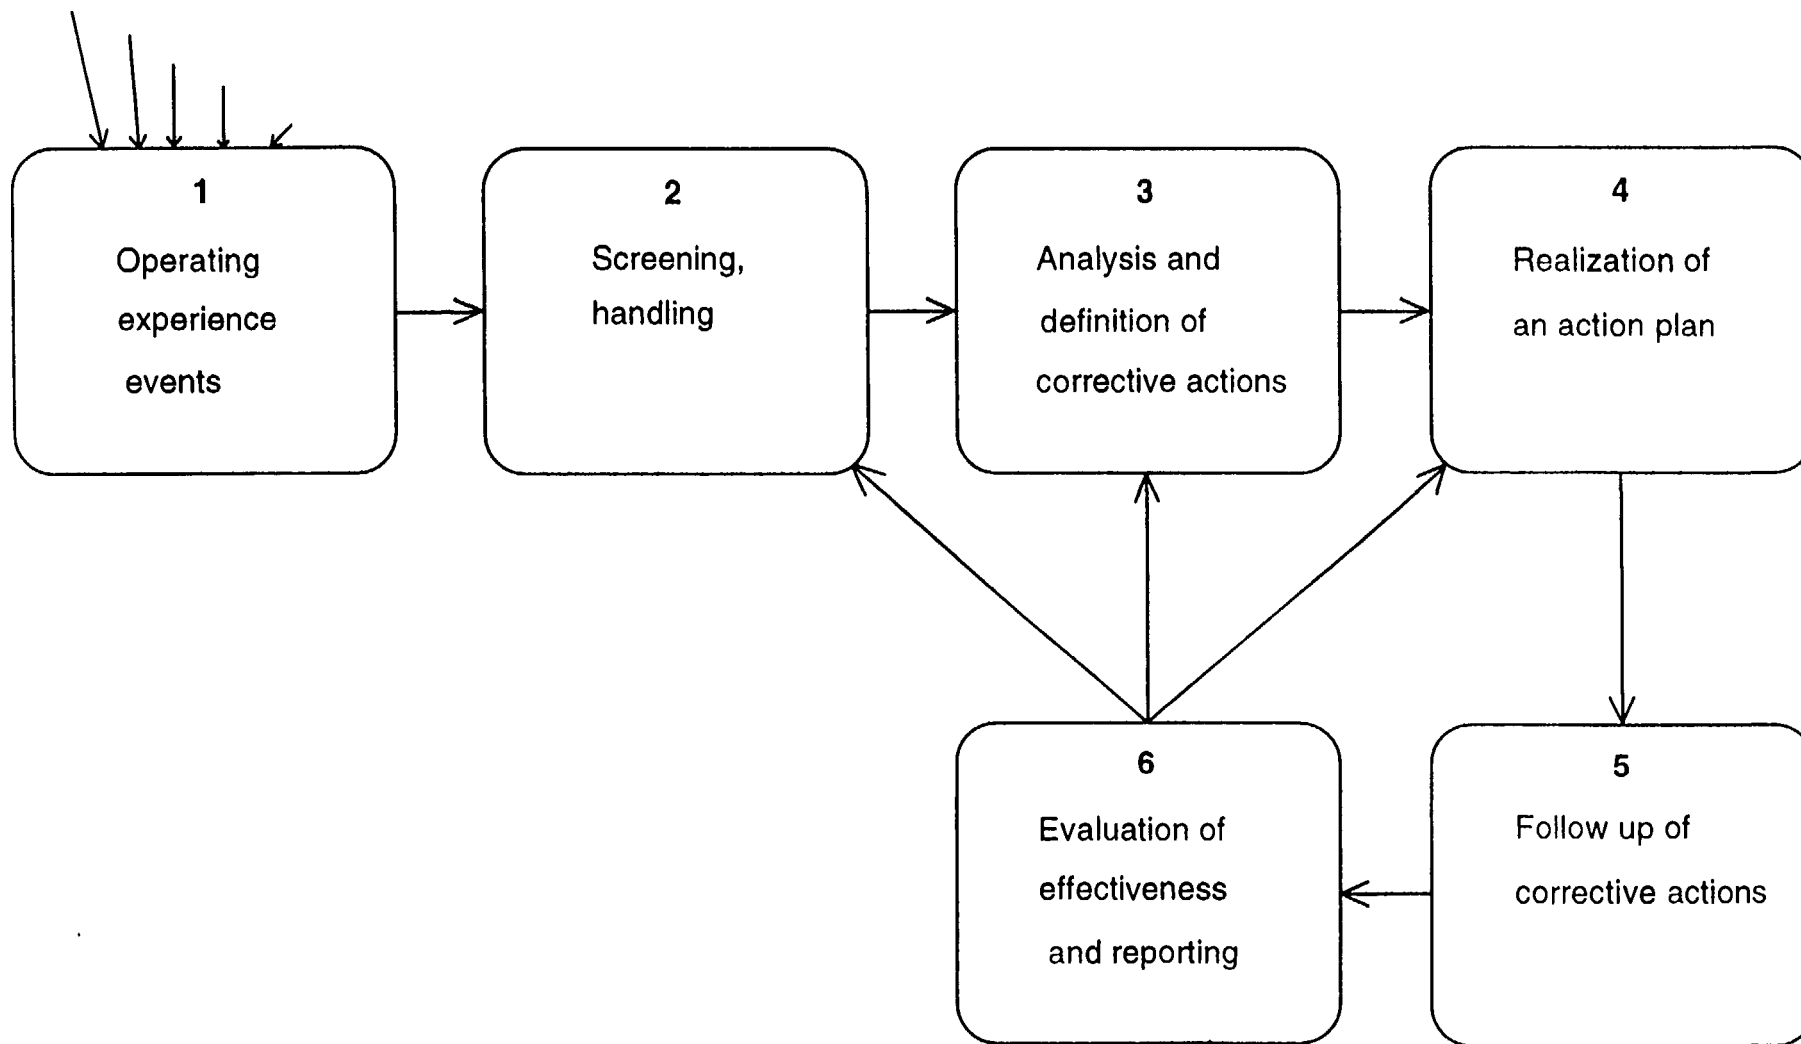 1
Operating
experience
events
2
Screening,
handling
3
Analysis and
definition of
corrective actions
4
Realization of
an action plan
5
Follow up of
corrective actions
6
Evaluation of
effectiveness
and reporting